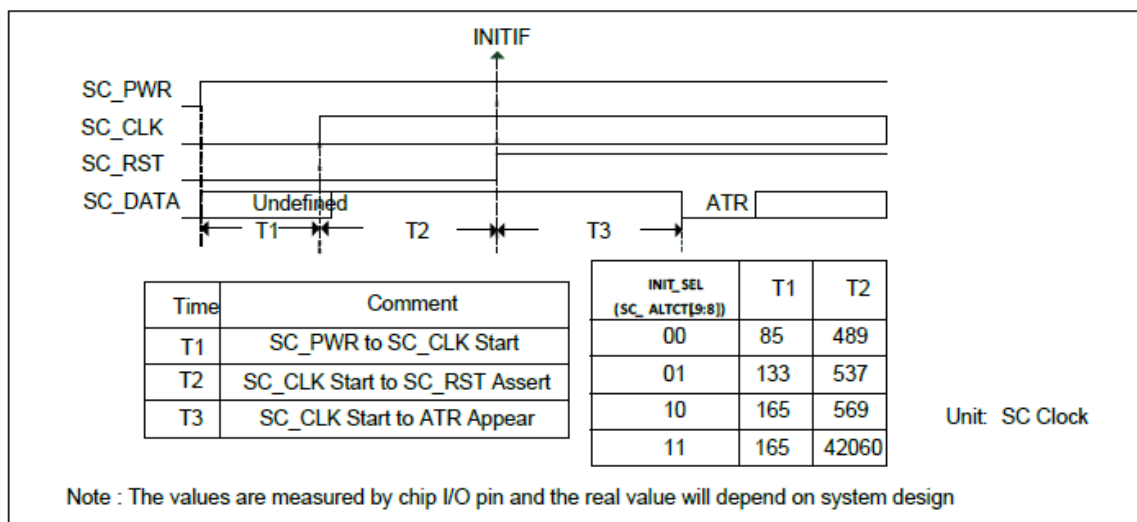 INITIF
SC_PWR
SC_CLK
SC_RST
SC_DATA Undefined ATR
T1 T2 T3
Time Comment
T1 SC_PWR to SC_CLK Start
T2 SC_CLK Start to SC_RST Assert
T3 SC_CLK Start to ATR Appear
INIT_SEL T1 T2
(SC_ ALTCT[9:8])
00 85 489
01 133 537
10 165 569
11 165 42060
Unit: SC Clock
Note : The values are measured by chip I/O pin and the real value will depend on system design